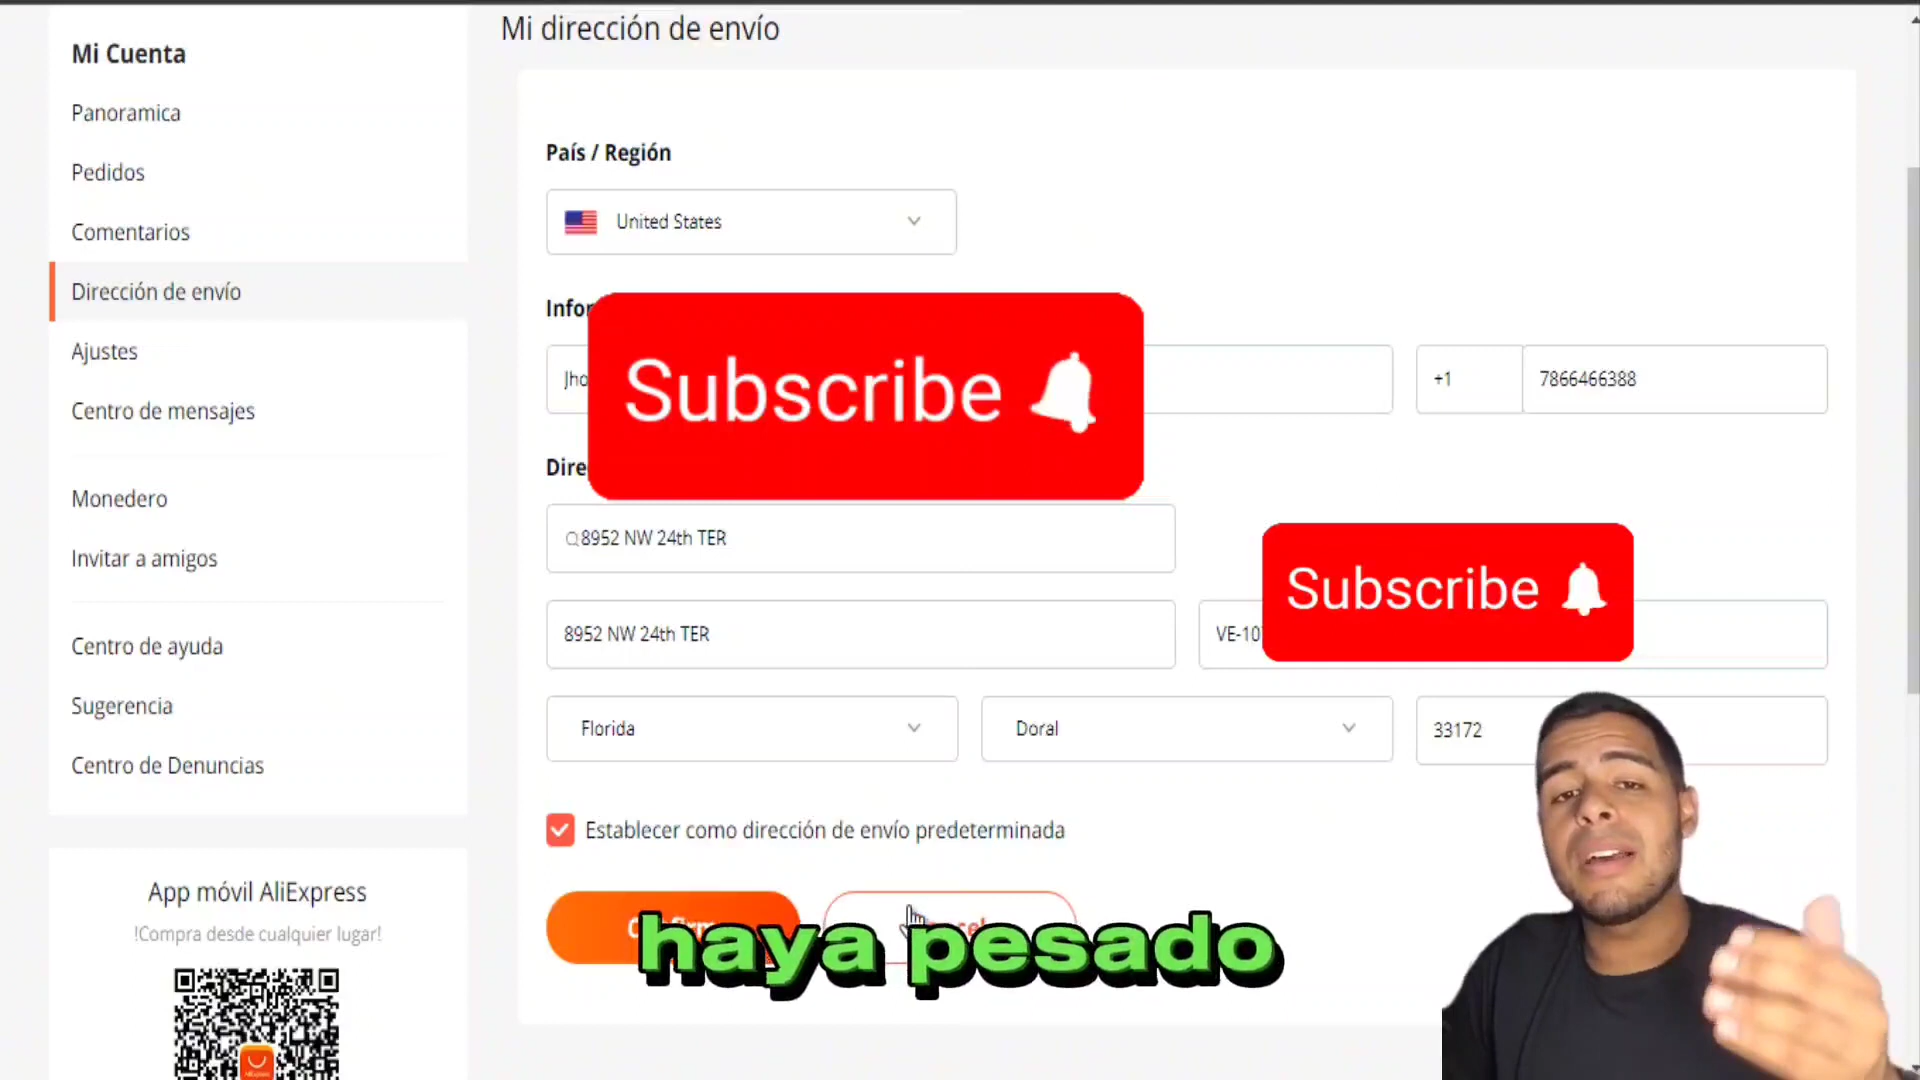 Mi dirección de envío
Mi Cuenta
Panoramica
Pedidos
Comentarios
Dirección de envío
Ajustes
Centro de mensajes
Monedero
Invitar a amigos
Centro de ayuda
Sugerencia
Centro de Denuncias
App móvil AliExpress
!Compra desde cualquier lugar!
País / Región
United States
Subscribe
+1
7866466388
8952 NW 24th TER
Subscribe
8952 NW 24th TER
Florida
Doral
33172
Establecer como dirección de envío predeterminada
haya pesado